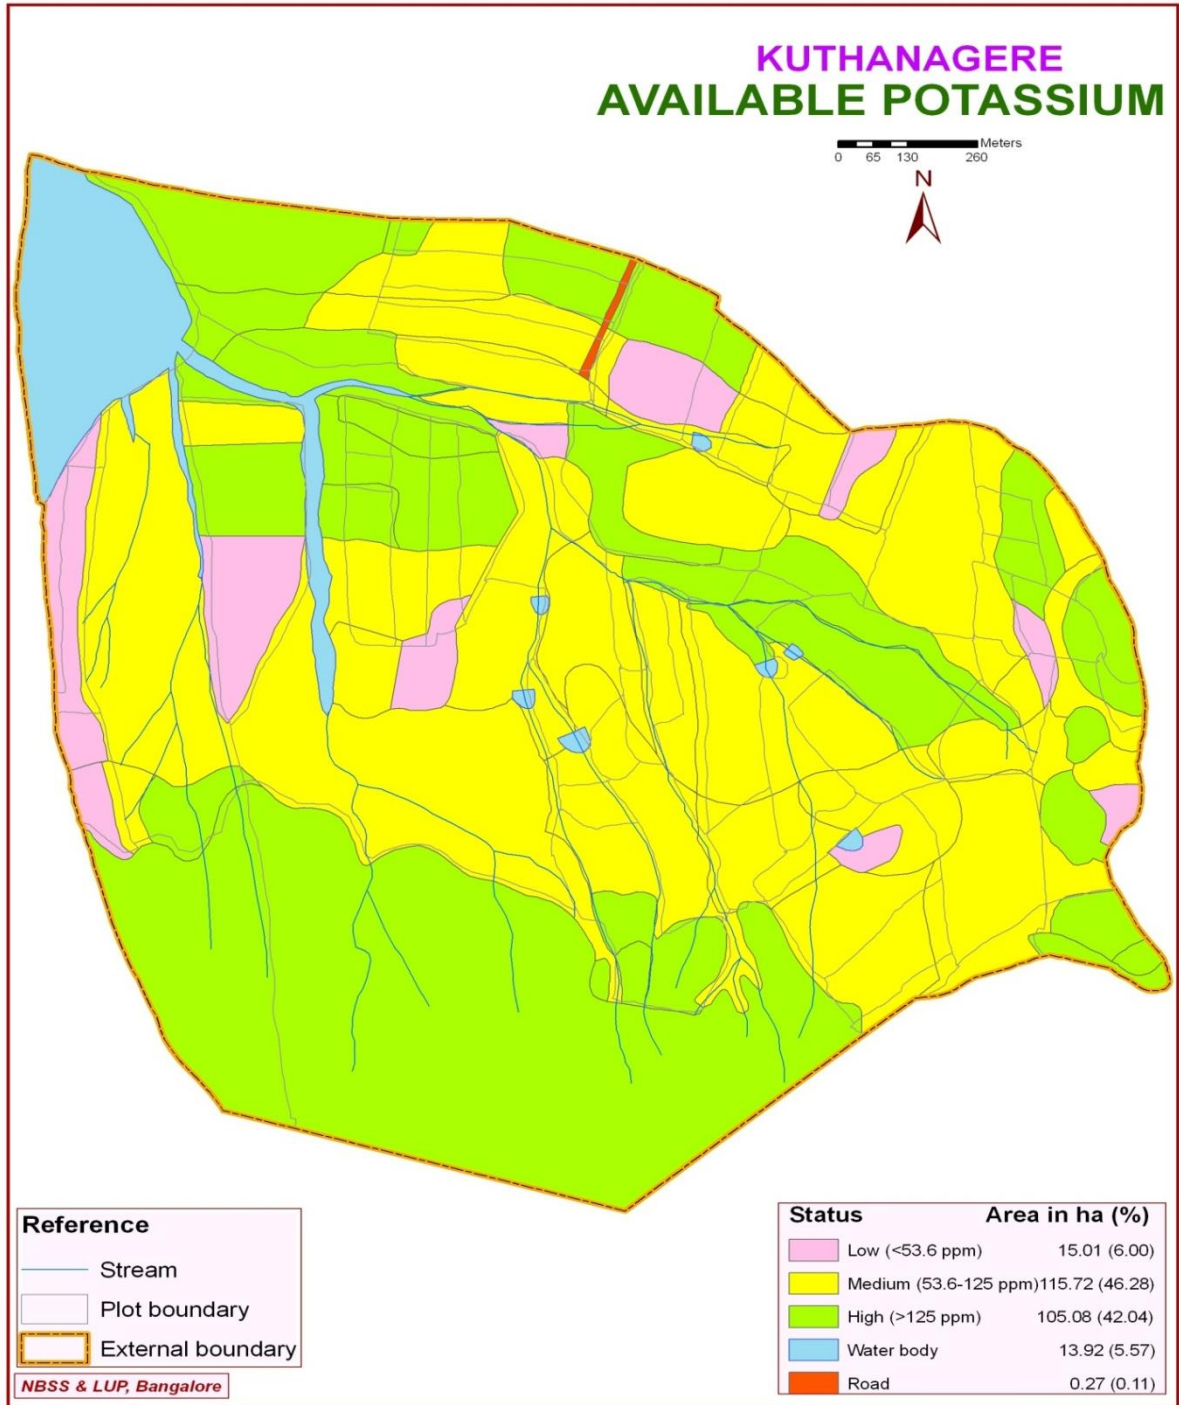 KUTHANAGERE
AVAILABLE POTASSIUM
Meters
0 65 130 260
N
Reference
Stream
Plot boundary
External boundary
NBSS & LUP, Bangalore
Status Area in ha (%)
Low (<53.6 ppm) 15.01 (6.00)
Medium (53.6-125 ppm) 115.72 (46.28)
High (>125 ppm) 105.08 (42.04)
Water body 13.92 (5.57)
Road 0.27 (0.11)